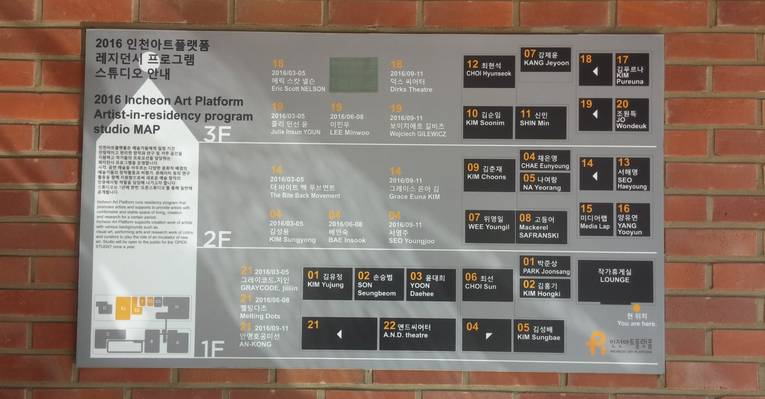 2016 인천아트플랫폼
레지던시 프로그램
스튜디오 안내
2016 Incheon Art Platform
Artist-in-residency program
studio MAP
3F
18
2016/03-05
에릭 스캇 넬슨
Eric Scott NELSON
16
2016/09-11
덕스 씨어터
Dirks Theatre
19
2016/03-05
줄리 인선 윤
Julie Insun YOUN
19
2016/06-08
이민우
LEE Minwoo
19
2016/09-11
보이치에흐 길비츠
Wojciech GILEWICZ
12 최현석
CHOI Hyunseok
07 강제윤
KANG Jeyoon
18
17
김푸르나
KIM
Pureuna
10 김순임
KIM Soonim
11 신민
SHIN Min
19
20
조원득
JO
Wondeuk
2F
14
2016/03-05
더 바이트 백 무브먼트
The Bite Back Movement
14
2016/09-11
그레이스 은아 김
Grace Euna KIM
04
2016/03-05
김성용
KIM Sungyong
04
2016/06-08
배인숙
BAE Insook
04
2016/09-11
서영주
SEO Youngjoo
09 김춘재
KIM Choons
04 채은영
CHAE Eunyoung
05 나여랑
NA Yeorang
14
13
서해영
SEO
Haeyoung
07 위영일
WEE Youngil
08 고등어
Mackerel
SAFRANSKI
15
미디어랩
Media Lap
16
양유연
YANG
Yooyun
1F
21 2016/03-05
그레이코드,지인
GRAYCODE, jiiiin
21 2016/06-08
멜팅다츠
Melting Dots
21 2016/09-11
안영호공미선
AN-KONG
01 김유정
KIM Yujung
02 손승범
SON
Seungbeom
03 윤대희
YOON
Daehee
06 최선
CHOI Sun
01 박준상
PARK Joonsang
02 김홍기
KIM Hongki
작가휴게실
LOUNGE
21
22 앤드씨어터
A.N.D. theatre
04
05 김성배
KIM Sungbae
현 위치
You are here.
인천아트플랫폼
INCHEON ART PLATFORM